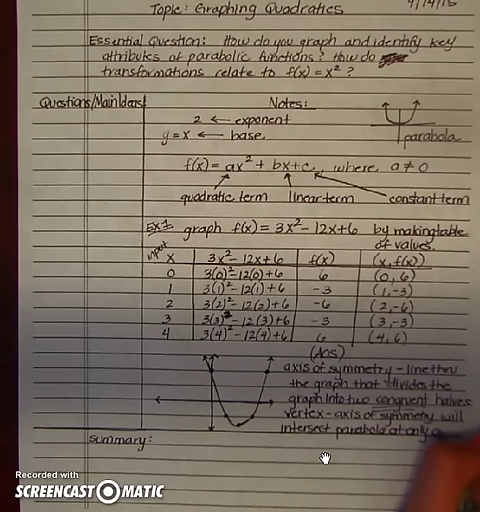 Topic: Graphing Quadratics
4/14/15
Essential Question: How do you graph and identify key
attributes of parabolic functions? How do
transformations relate to f(x) = x² ?
Questions/Main Ideas
Notes:
2 ← exponent
y = x ← base
parabola
f(x) = ax² + bx + c, where a ≠ 0
quadratic term linear term constant term
Ex 1 graph f(x) = 3x² - 12x + 6 by making table
of values.
input
x 3x² - 12x + 6 f(x) (x, f(x))
0 3(0)² - 12(0) + 6 6 (0, 6)
1 3(1)² - 12(1) + 6 -3 (1, -3)
2 3(2)² - 12(2) + 6 -6 (2, -6)
3 3(3)² - 12(3) + 6 -3 (3, -3)
4 3(4)² - 12(4) + 6 6 (4, 6)
(Aos)
axis of symmetry - line thru
the graph that divides the
graph into two congruent halves
vertex - axis of symmetry will
intersect parabola at only
Summary:
Recorded with
SCREENCAST O MATIC